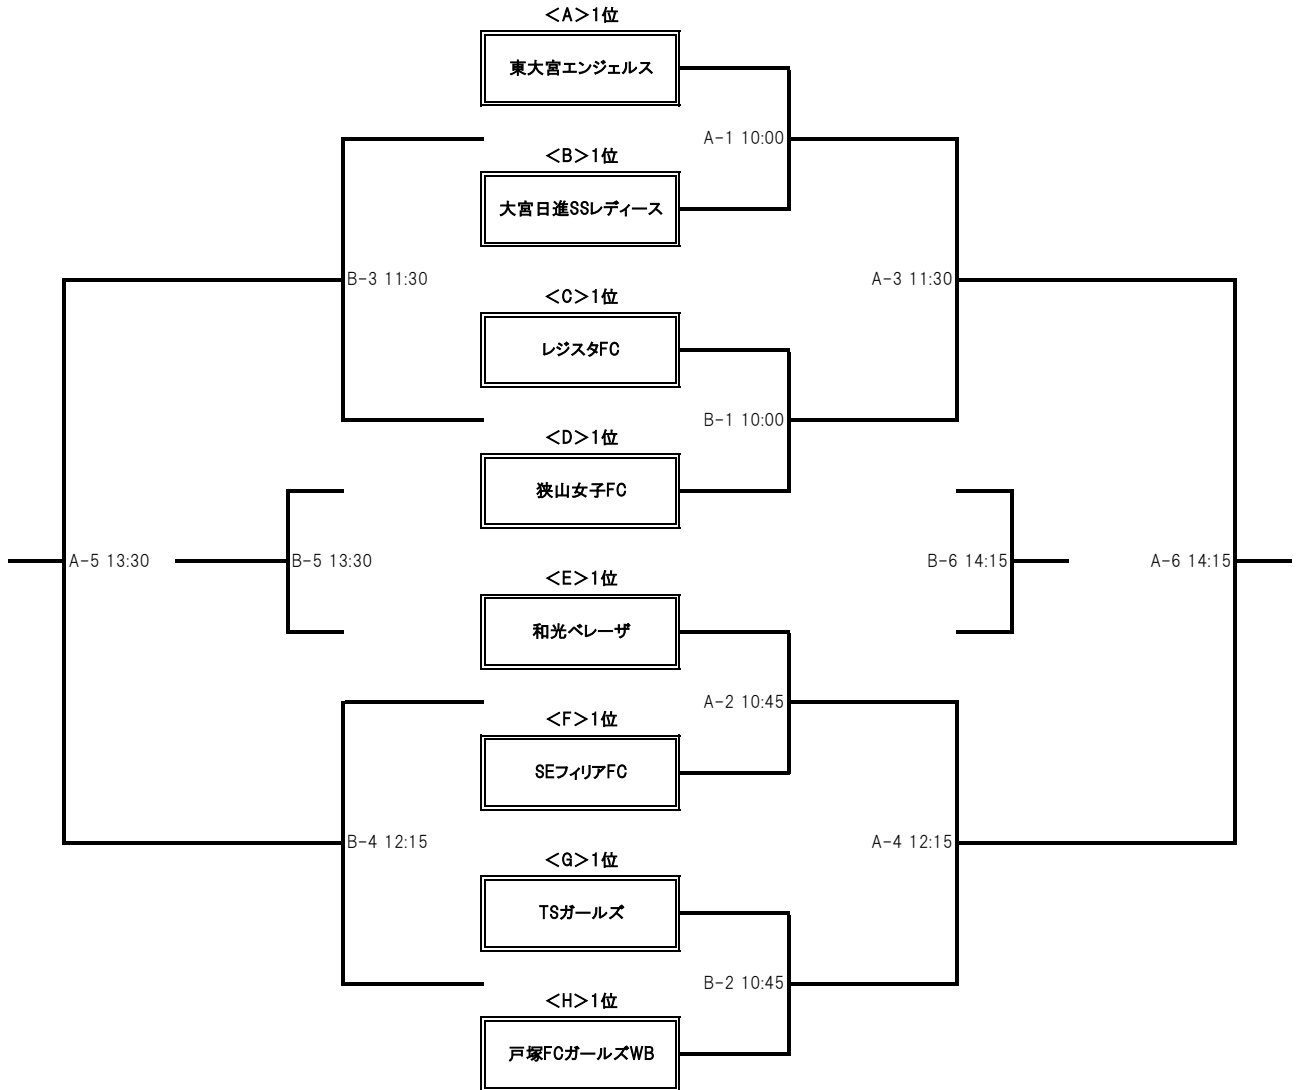 ＜A＞1位
東大宮エンジェルス
A-1 10:00
＜B＞1位
大宮日進SSレディース
B-3 11:30
A-3 11:30
＜C＞1位
レジスタFC
B-1 10:00
＜D＞1位
狭山女子FC
A-5 13:30
B-5 13:30
B-6 14:15
A-6 14:15
＜E＞1位
和光ベレーザ
A-2 10:45
＜F＞1位
SEフィリアFC
B-4 12:15
A-4 12:15
＜G＞1位
TSガールズ
B-2 10:45
＜H＞1位
戸塚FCガールズWB